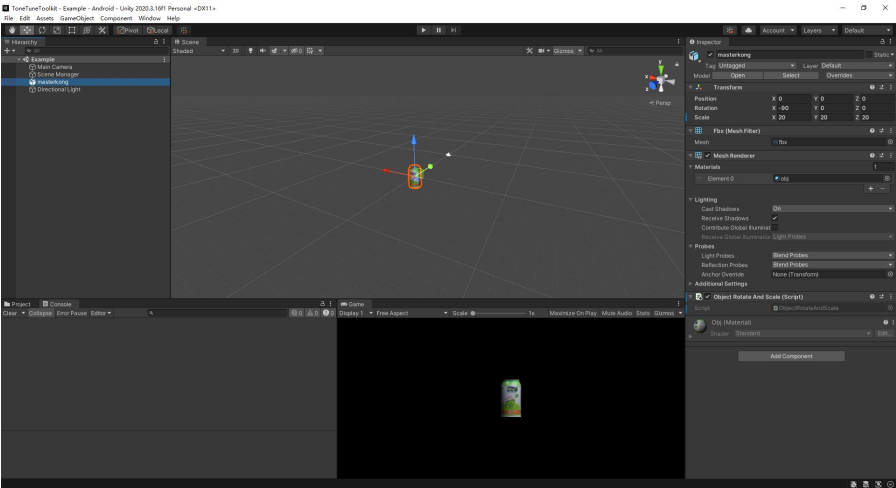 ToneTuneToolkit - Example - Android - Unity 2020.3.16f1 Personal <DX11>
File Edit Assets GameObject Component Window Help
Pivot Local Account Layers Default
Hierarchy
All
Example
Main Camera
Scene Manager
masterkong
Directional Light
Scene
Shaded 2D 0 Gizmos All
y
x
z
Persp
Inspector
masterkong Static
Tag Untagged Layer Default
Model Open Select Overrides
Transform
Position X 0 Y 0 Z 0
Rotation X -90 Y 0 Z 0
Scale X 20 Y 20 Z 20
Fbx (Mesh Filter)
Mesh fbx
Mesh Renderer
Materials 1
Element 0 obj
Lighting
Cast Shadows On
Receive Shadows
Contribute Global Illuminat
Receive Global Illuminatior Light Probes
Probes
Light Probes Blend Probes
Reflection Probes Blend Probes
Anchor Override None (Transform)
Additional Settings
Object Rotate And Scale (Script)
Script ObjectRotateAndScale
Obj (Material)
Shader Standard Edit...
Add Component
Project Console
Clear Collapse Error Pause Editor 0 0 0
Game
Display 1 Free Aspect Scale 1x Maximize On Play Mute Audio Stats Gizmos